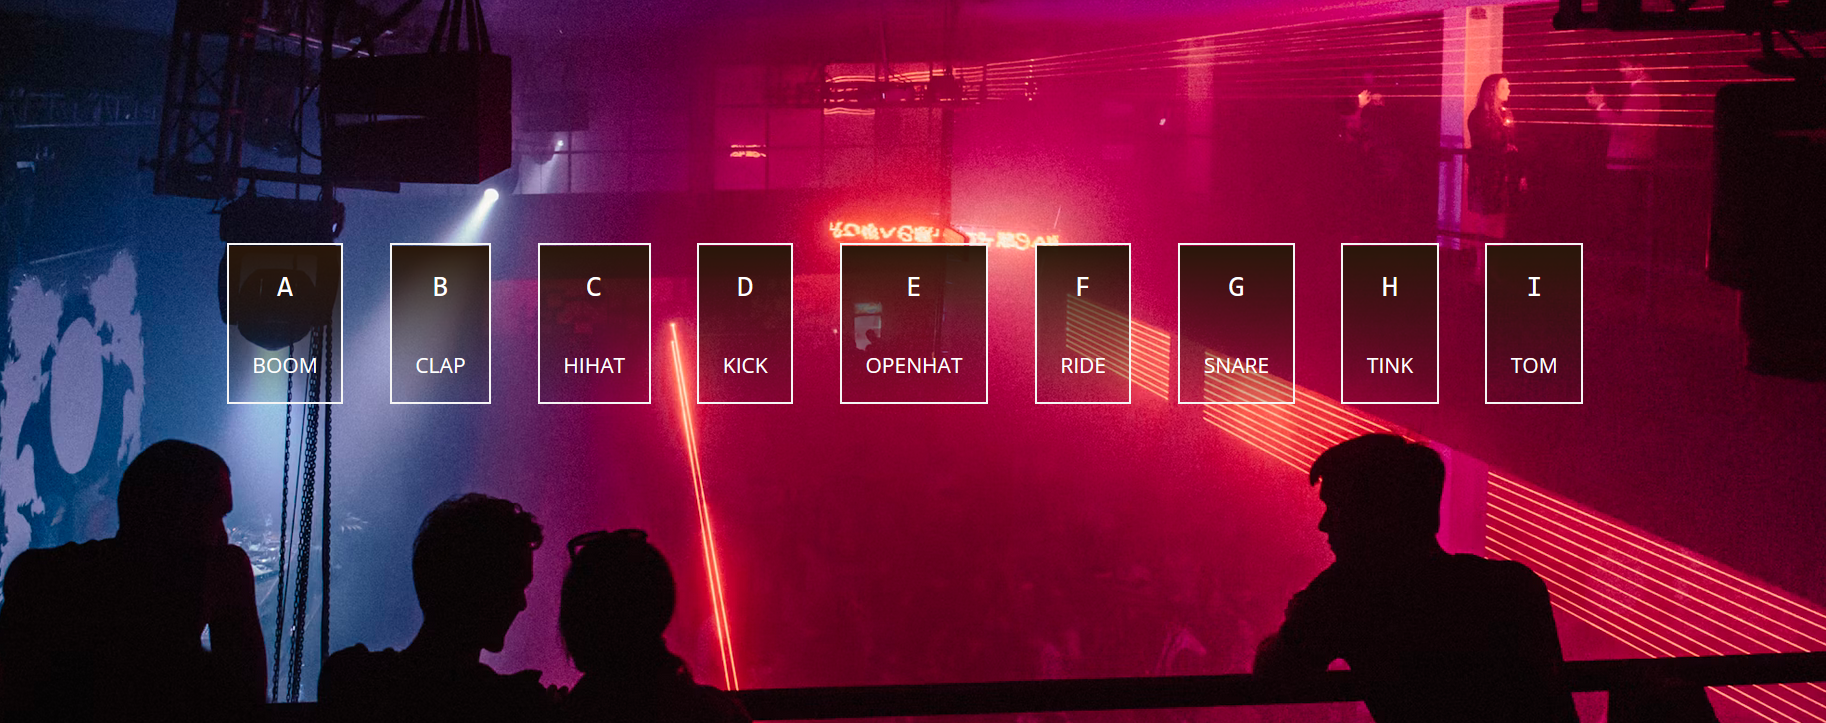 A
BOOM
B
CLAP
C
HIHAT
D
KICK
E
OPENHAT
F
RIDE
G
SNARE
H
TINK
I
TOM